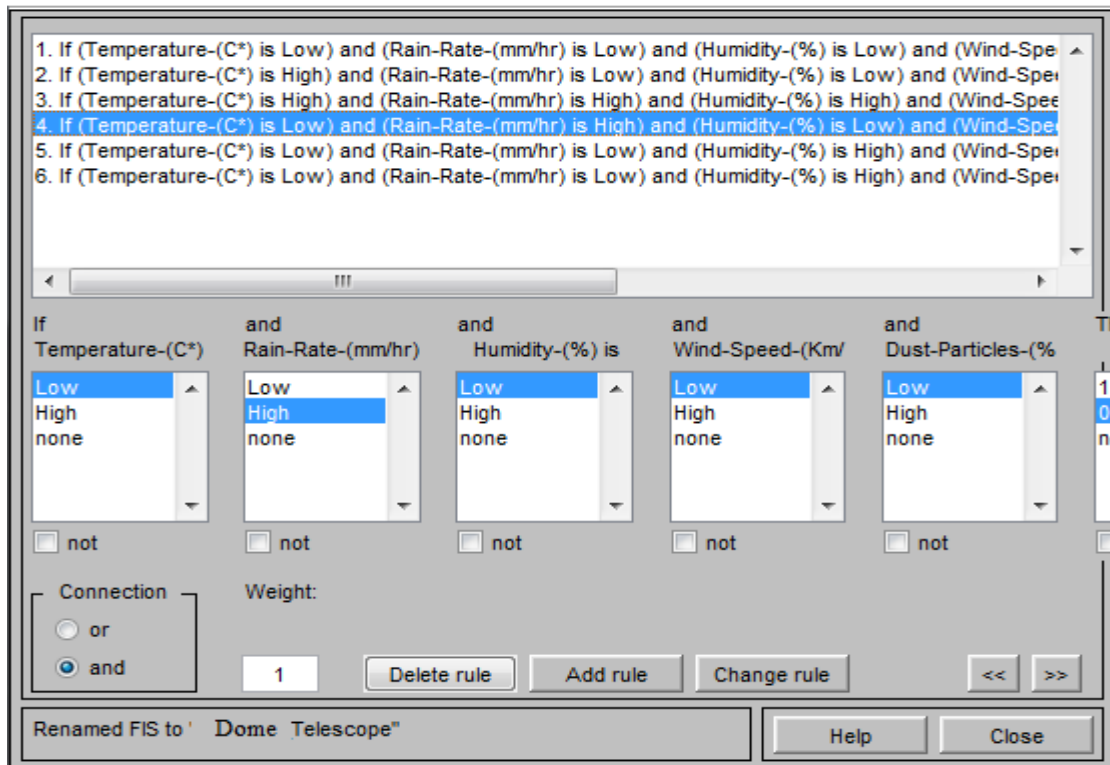 1. If (Temperature-(C*) is Low) and (Rain-Rate-(mm/hr) is Low) and (Humidity-(%) is Low) and (Wind-Spe
2. If (Temperature-(C*) is High) and (Rain-Rate-(mm/hr) is Low) and (Humidity-(%) is Low) and (Wind-Spe
3. If (Temperature-(C*) is High) and (Rain-Rate-(mm/hr) is High) and (Humidity-(%) is High) and (Wind-Spee
4. If (Temperature-(C*) is Low) and (Rain-Rate-(mm/hr) is High) and (Humidity-(%) is Low) and (Wind-Spe
5. If (Temperature-(C*) is Low) and (Rain-Rate-(mm/hr) is Low) and (Humidity-(%) is High) and (Wind-Spe
6. If (Temperature-(C*) is Low) and (Rain-Rate-(mm/hr) is Low) and (Humidity-(%) is High) and (Wind-Spe
If and and and and
Temperature-(C*) Rain-Rate-(mm/hr) Humidity-(%) is Wind-Speed-(Km/ Dust-Particles-(%
Low Low Low Low Low 1
High High High High High 0
none none none none none n
not not not not not
Connection Weight:
or
and 1 Delete rule Add rule Change rule << >>
Renamed FIS to ' Dome Telescope" Help Close